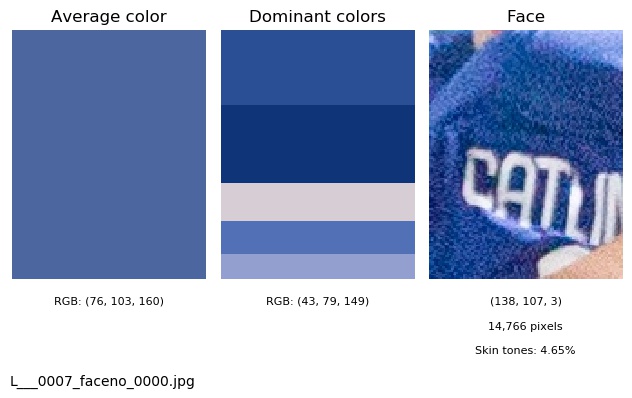 Average color
Dominant colors
Face
CATLIN
RGB: (76, 103, 160)
RGB: (43, 79, 149)
(138, 107, 3)
14,766 pixels
Skin tones: 4.65%
L___0007_faceno_0000.jpg